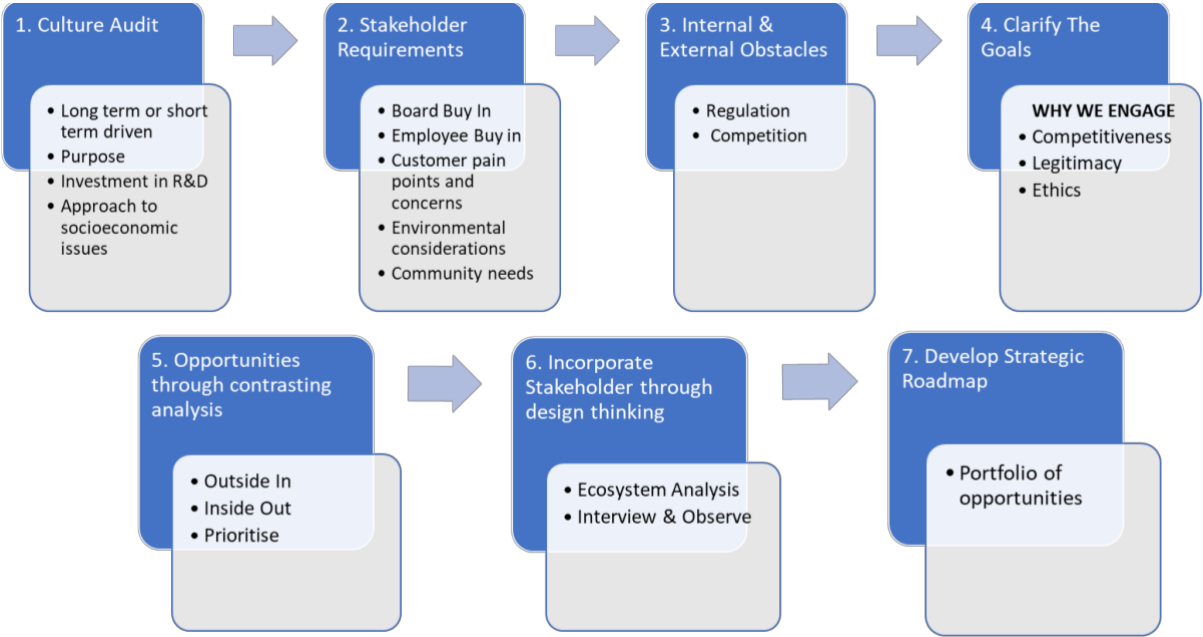 1. Culture Audit
• Long term or short
term driven
• Purpose
• Investment in R&D
• Approach to
socioeconomic
issues
2. Stakeholder
Requirements
• Board Buy In
• Employee Buy in
• Customer pain
points and
concerns
• Environmental
considerations
• Community needs
3. Internal &
External Obstacles
• Regulation
• Competition
4. Clarify The
Goals
WHY WE ENGAGE
• Competitiveness
• Legitimacy
• Ethics
5. Opportunities
through contrasting
analysis
• Outside In
• Inside Out
• Prioritise
6. Incorporate
Stakeholder through
design thinking
• Ecosystem Analysis
• Interview & Observe
7. Develop Strategic
Roadmap
• Portfolio of
opportunities